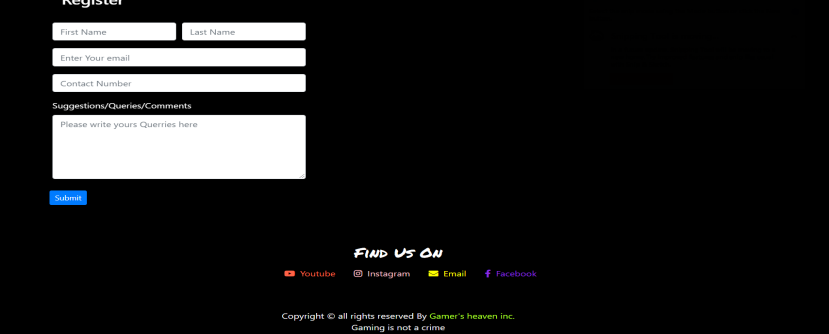 Register
First Name Last Name
Enter Your email
Contact Number
Suggestions/Queries/Comments
Please write yours Querries here
Submit
Find Us On
Youtube Instagram Email Facebook
Copyright © all rights reserved By Gamer's heaven inc.
Gaming is not a crime